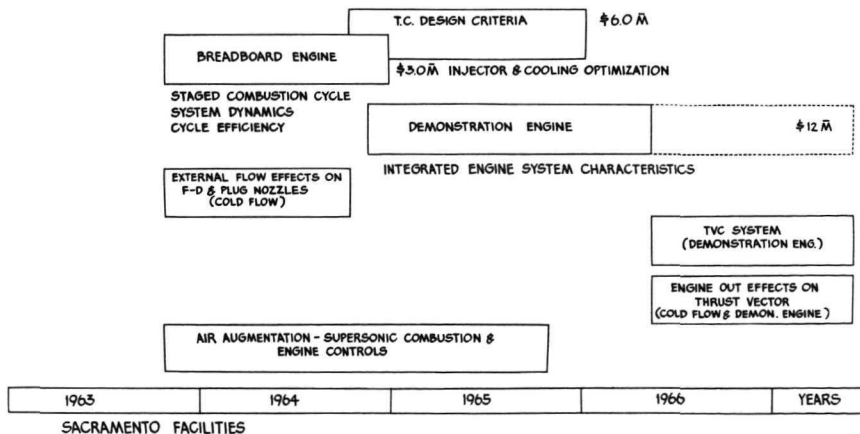 T.C. DESIGN CRITERIA
$6.0 M̄
BREADBOARD ENGINE
$3.0 M̄ INJECTOR & COOLING OPTIMIZATION
STAGED COMBUSTION CYCLE
SYSTEM DYNAMICS
CYCLE EFFICIENCY
DEMONSTRATION ENGINE
$12 M̄
INTEGRATED ENGINE SYSTEM CHARACTERISTICS
EXTERNAL FLOW EFFECTS ON
F-D & PLUG NOZZLES
(COLD FLOW)
TVC SYSTEM
(DEMONSTRATION ENG.)
ENGINE OUT EFFECTS ON
THRUST VECTOR
(COLD FLOW & DEMON. ENGINE)
AIR AUGMENTATION - SUPERSONIC COMBUSTION &
ENGINE CONTROLS
1963 1964 1965 1966 YEARS
SACRAMENTO FACILITIES